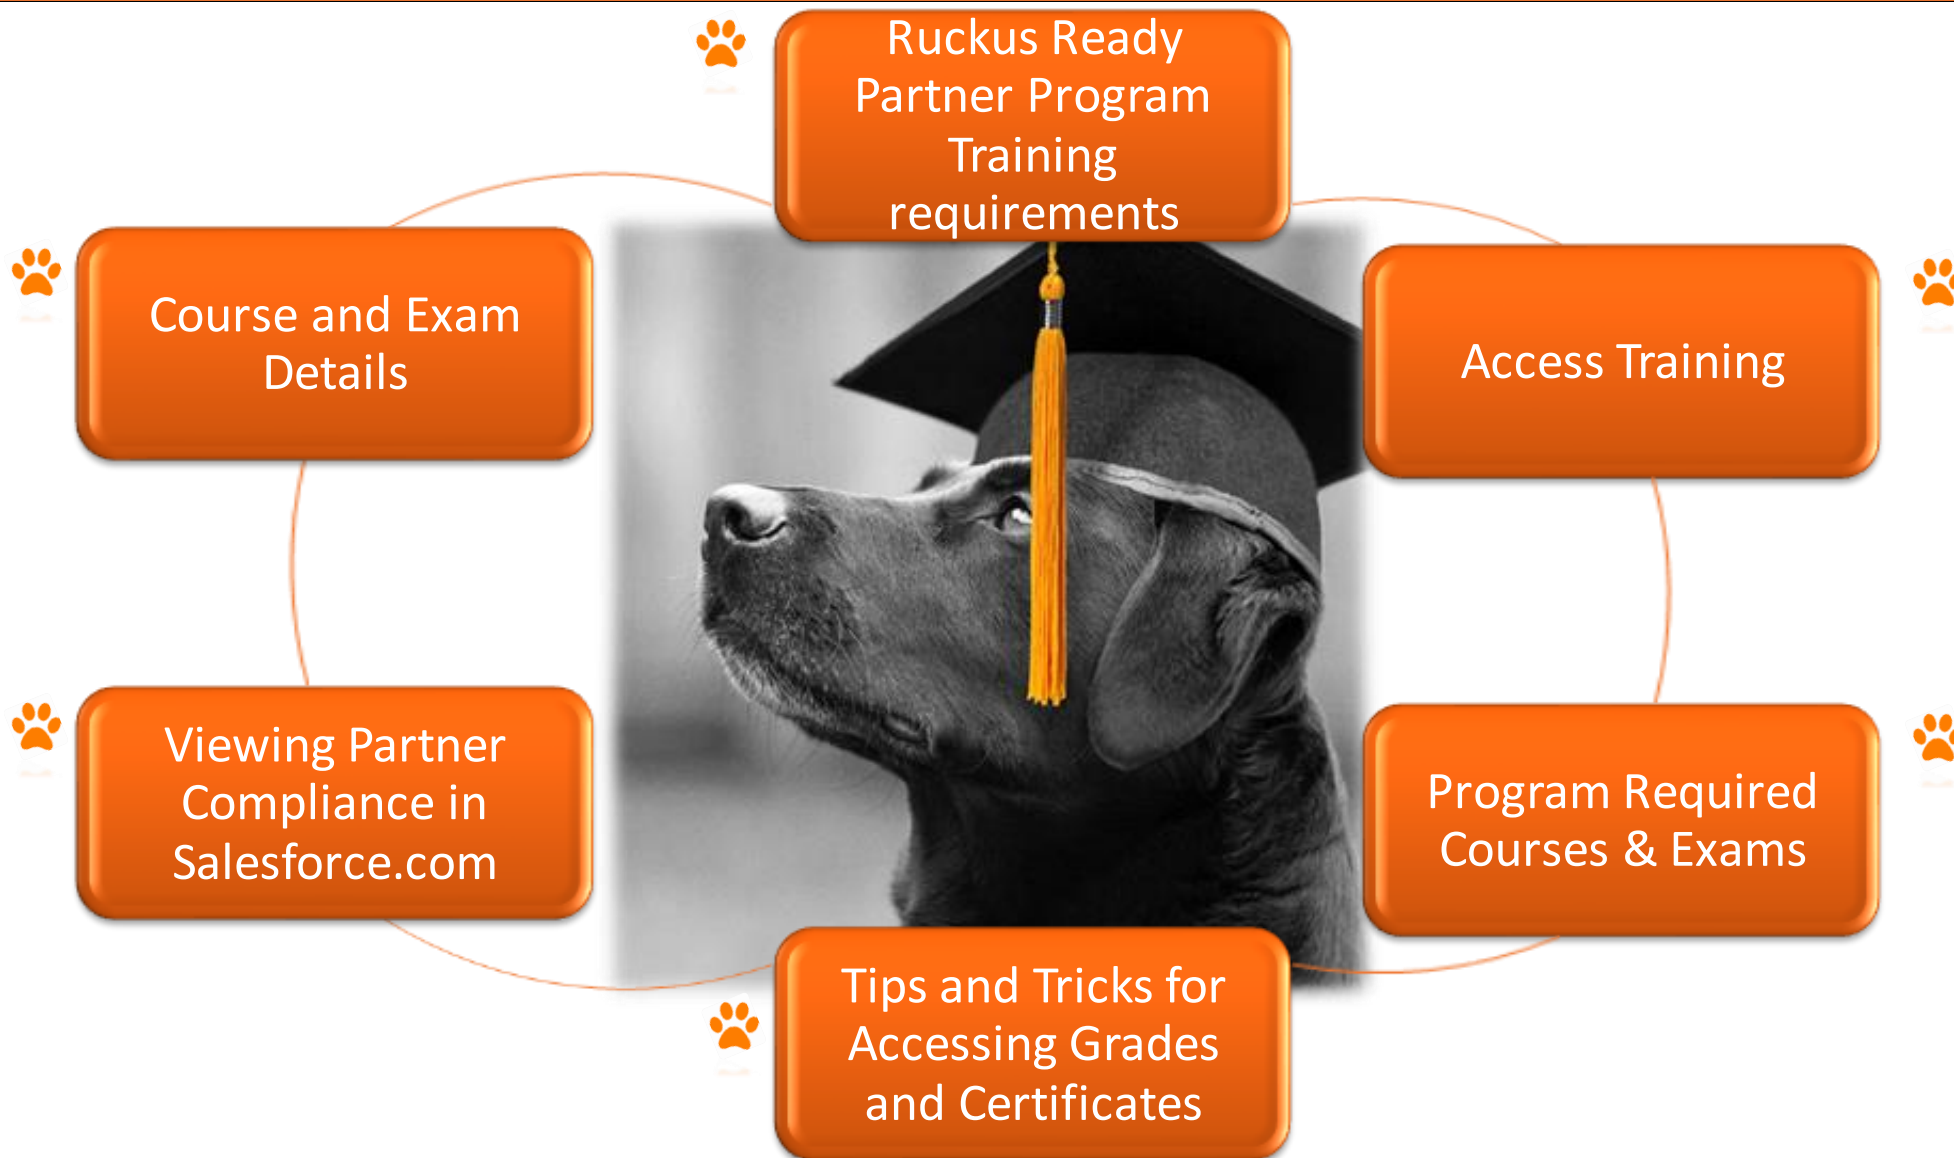 Ruckus Ready
Partner Program
Training
requirements
Access Training
Program Required
Courses & Exams
Tips and Tricks for
Accessing Grades
and Certificates
Viewing Partner
Compliance in
Salesforce.com
Course and Exam
Details